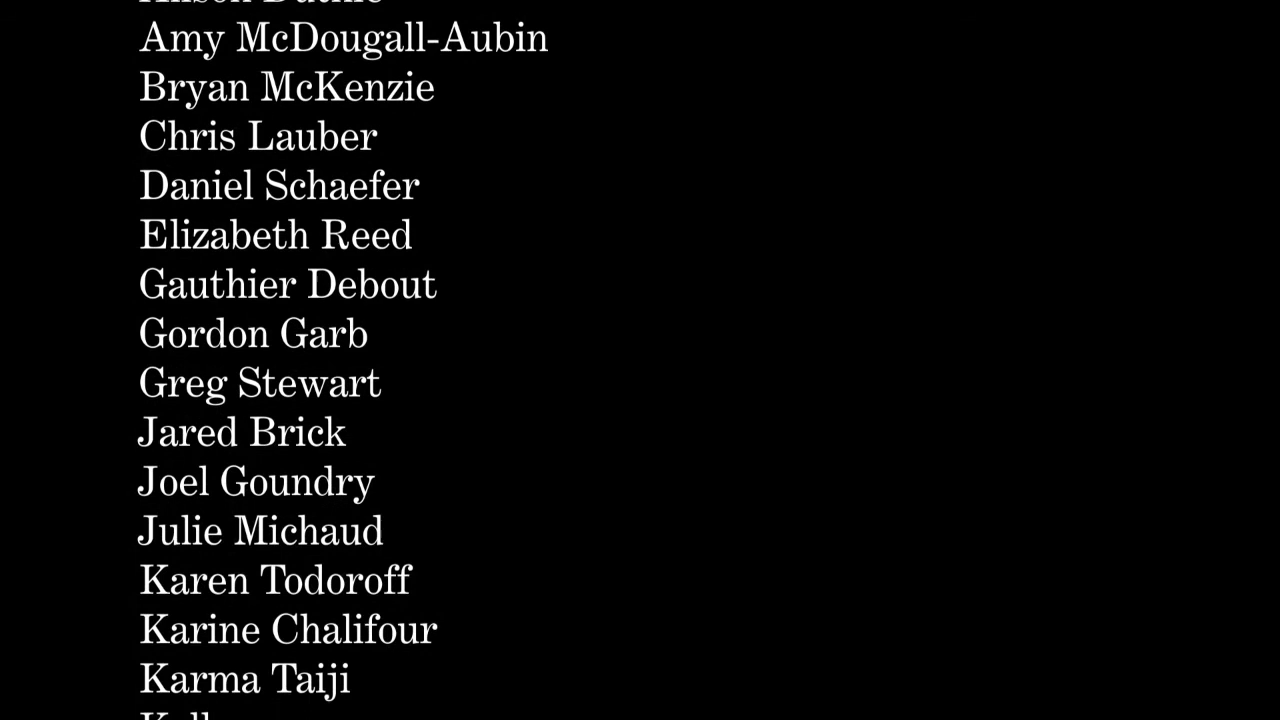 Amy McDougall-Aubin
Bryan McKenzie
Chris Lauber
Daniel Schaefer
Elizabeth Reed
Gauthier Debout
Gordon Garb
Greg Stewart
Jared Brick
Joel Goundry
Julie Michaud
Karen Todoroff
Karine Chalifour
Karma Taiji